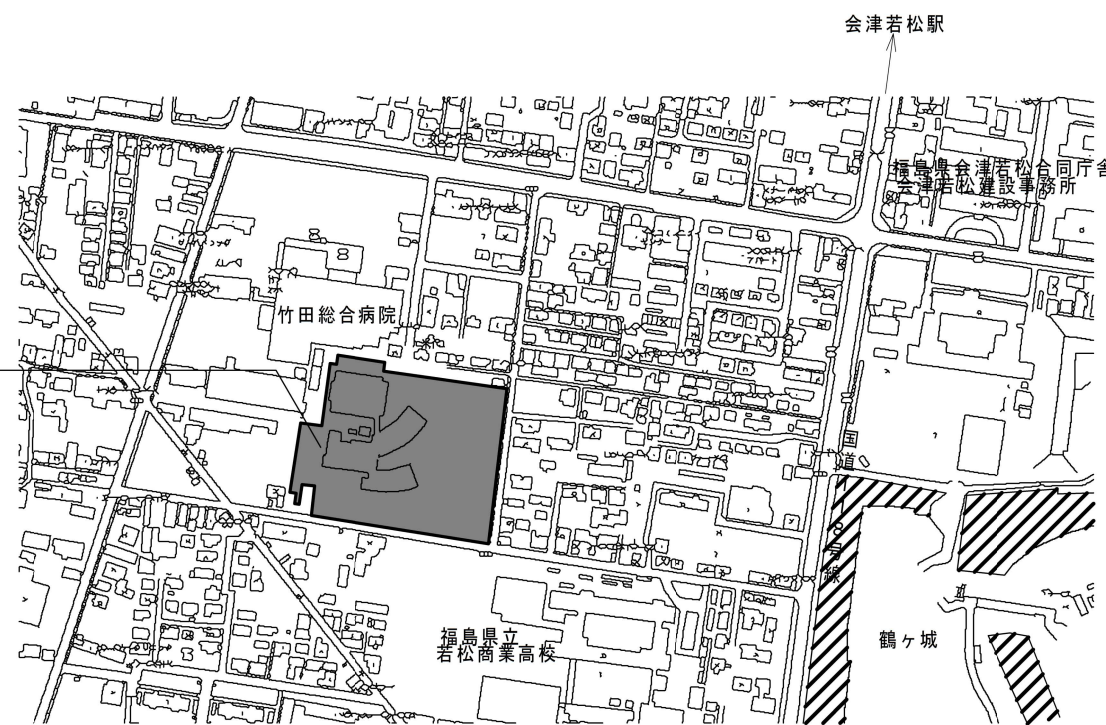 会津若松駅
福島県会津若松合同庁舎
会津若松建設事務所
竹田総合病院
国道
号線
鶴ヶ城
福島県立
若松商業高校